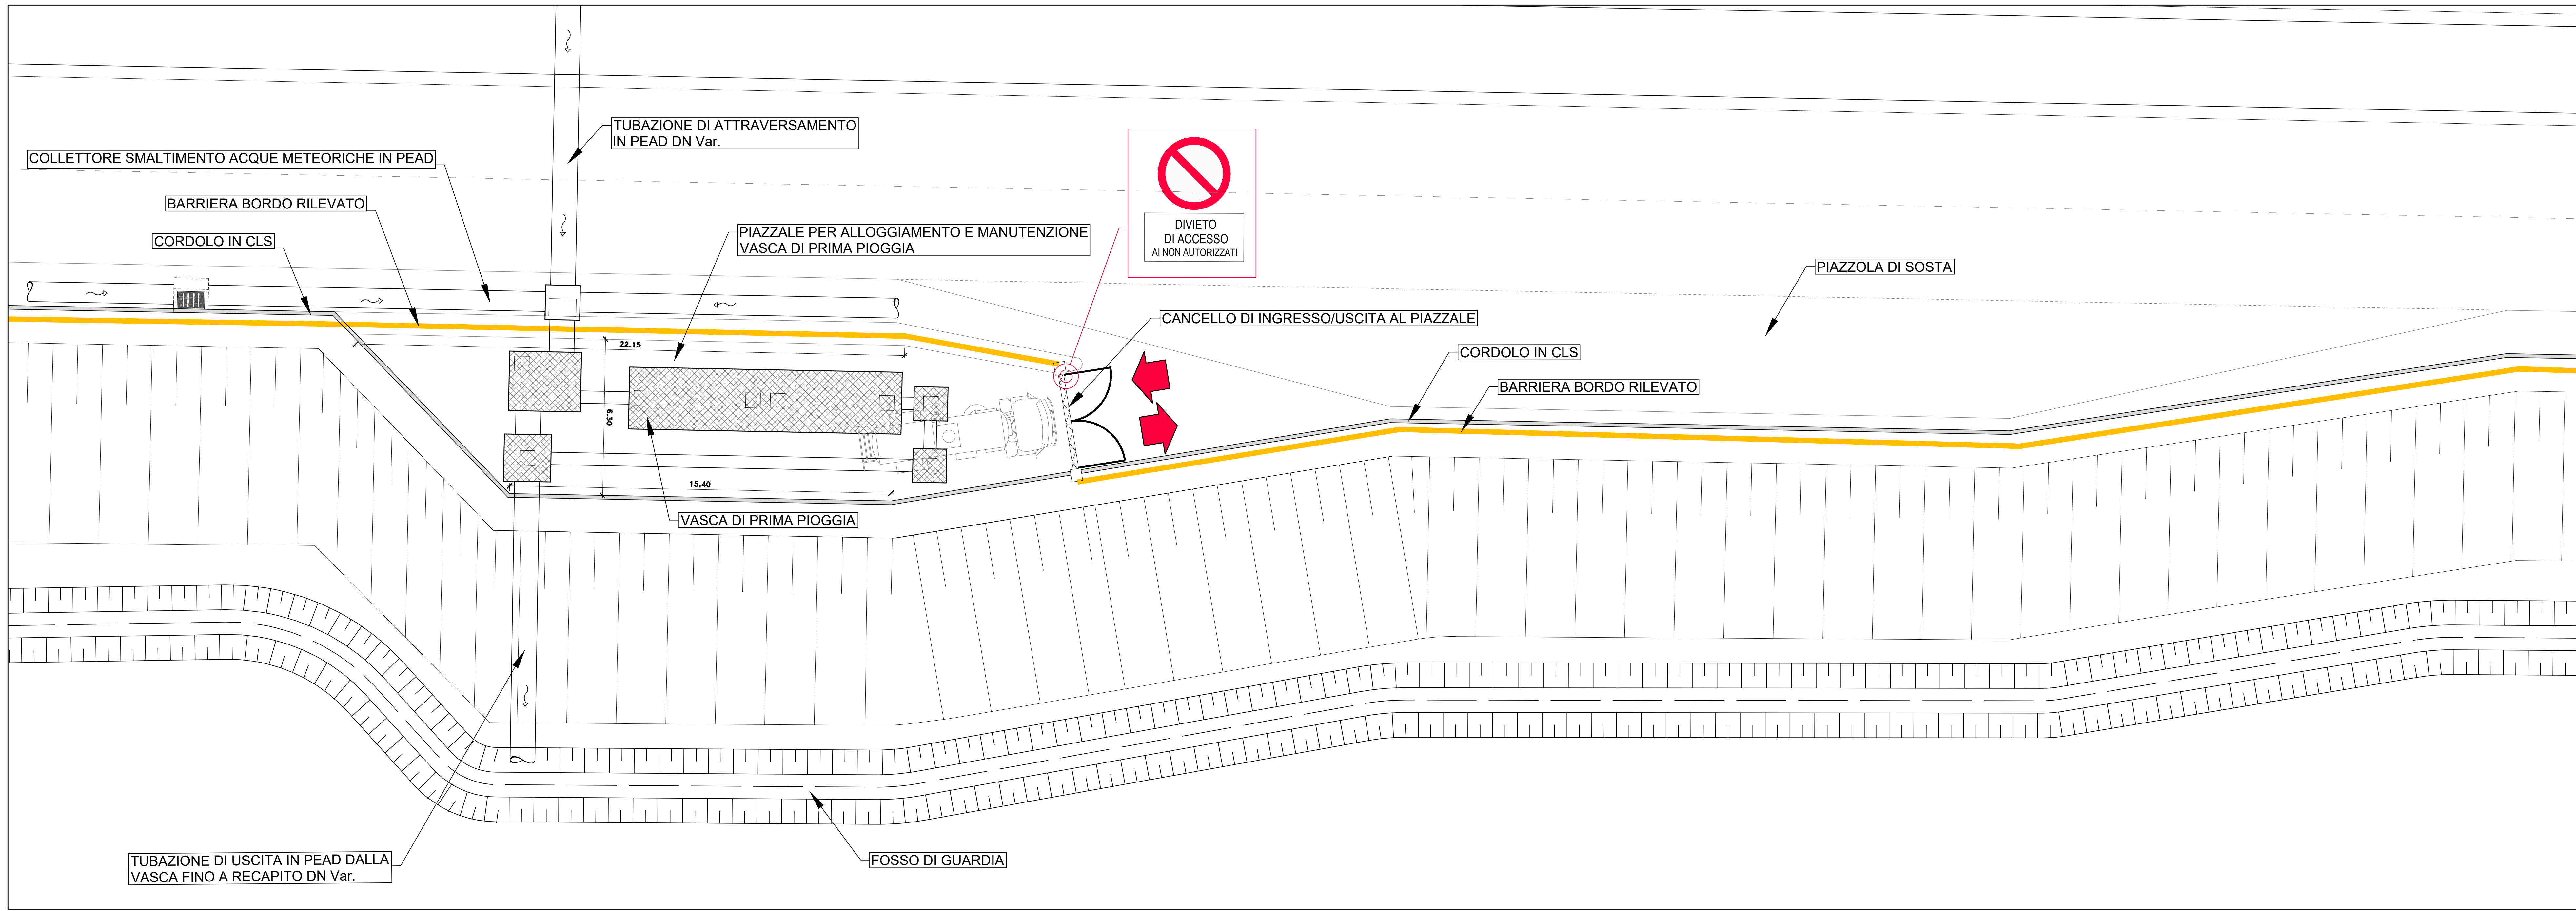 TUBAZIONE DI ATTRAVERSAMENTO
IN PEAD DN Var.
COLLETTORE SMALTIMENTO ACQUE METEORICHE IN PEAD
BARRIERA BORDO RILEVATO
CORDOLO IN CLS
PIAZZALE PER ALLOGGIAMENTO E MANUTENZIONE
VASCA DI PRIMA PIOGGIA
DIVIETO
DI ACCESSO
AI NON AUTORIZZATI
PIAZZOLA DI SOSTA
CANCELLO DI INGRESSO/USCITA AL PIAZZALE
CORDOLO IN CLS
BARRIERA BORDO RILEVATO
22.15
6.30
15.40
VASCA DI PRIMA PIOGGIA
TUBAZIONE DI USCITA IN PEAD DALLA
VASCA FINO A RECAPITO DN Var.
FOSSO DI GUARDIA